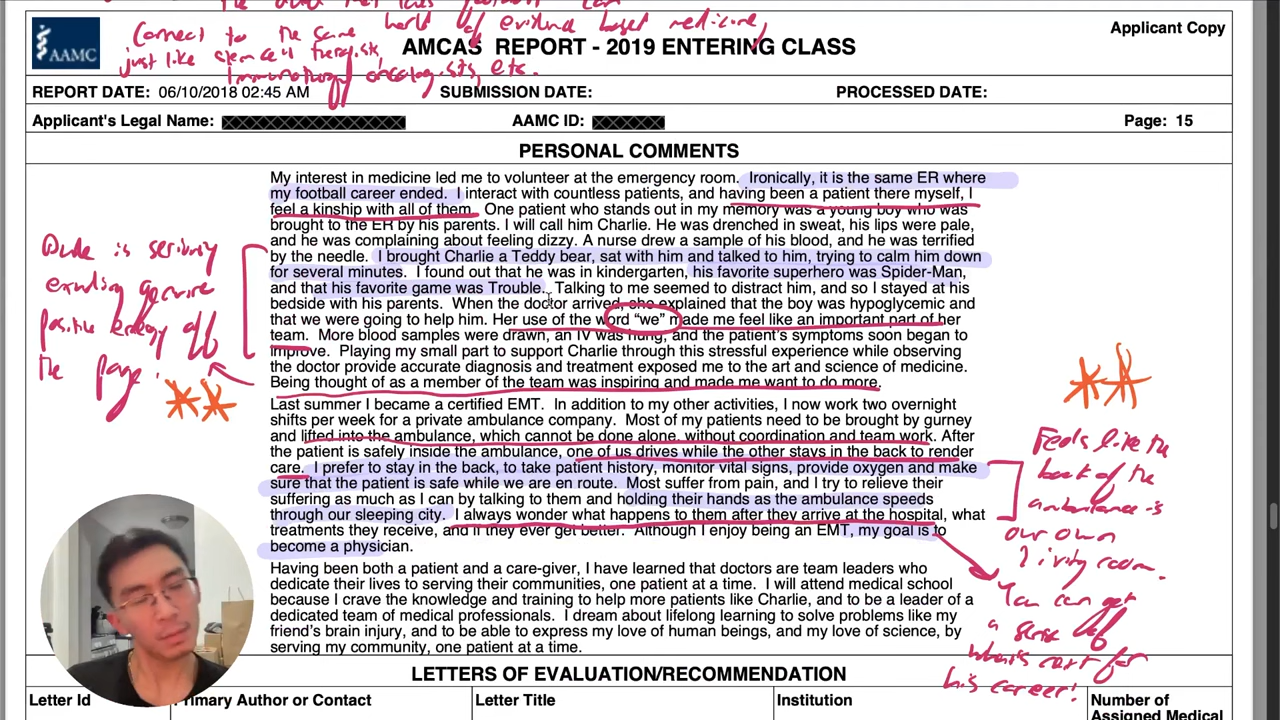 connect to the same world of evidence based medicine,
just like stem cell therapists,
immunotherapy oncologists, etc.
AAMC
AMCAS REPORT - 2019 ENTERING CLASS
Applicant Copy
REPORT DATE: 06/10/2018 02:45 AM SUBMISSION DATE: PROCESSED DATE:
Applicant's Legal Name: AAMC ID: Page: 15
PERSONAL COMMENTS
My interest in medicine led me to volunteer at the emergency room. Ironically, it is the same ER where
my football career ended. I interact with countless patients, and having been a patient there myself, I
feel a kinship with all of them. One patient who stands out in my memory was a young boy who was
brought to the ER by his parents. I will call him Charlie. He was drenched in sweat, his lips were pale,
and he was complaining about feeling dizzy. A nurse drew a sample of his blood, and he was terrified
by the needle. I brought Charlie a Teddy bear, sat with him and talked to him, trying to calm him down
for several minutes. I found out that he was in kindergarten, his favorite superhero was Spider-Man,
and that his favorite game was Trouble. Talking to me seemed to distract him, and so I stayed at his
bedside with his parents. When the doctor arrived, she explained that the boy was hypoglycemic and
that we were going to help him. Her use of the word “we” made me feel like an important part of her
team. More blood samples were drawn, an IV was hung, and the patient's symptoms soon began to
improve. Playing my small part to support Charlie through this stressful experience while observing
the doctor provide accurate diagnosis and treatment exposed me to the art and science of medicine.
Being thought of as a member of the team was inspiring and made me want to do more.
Last summer I became a certified EMT. In addition to my other activities, I now work two overnight
shifts per week for a private ambulance company. Most of my patients need to be brought by gurney
and lifted into the ambulance, which cannot be done alone, without coordination and team work. After
the patient is safely inside the ambulance, one of us drives while the other stays in the back to render
care. I prefer to stay in the back, to take patient history, monitor vital signs, provide oxygen and make
sure that the patient is safe while we are en route. Most suffer from pain, and I try to relieve their
suffering as much as I can by talking to them and holding their hands as the ambulance speeds
through our sleeping city. I always wonder what happens to them after they arrive at the hospital, what
treatments they receive, and if they ever get better. Although I enjoy being an EMT, my goal is to
become a physician.
Having been both a patient and a care-giver, I have learned that doctors are team leaders who
dedicate their lives to serving their communities, one patient at a time. I will attend medical school
because I crave the knowledge and training to help more patients like Charlie, and to be a leader of a
dedicated team of medical professionals. I dream about lifelong learning to solve problems like my
friend's brain injury, and to be able to express my love of human beings, and my love of science, by
serving my community, one patient at a time.
Dude is seriously
genuine
positive energy off
the page.
Feels like the
back of the
ambulance is
our own
living room.
You can get
a sense of
what's next for
his career!
LETTERS OF EVALUATION/RECOMMENDATION
Letter Id Primary Author or Contact Letter Title Institution Number of
Assigned Medical